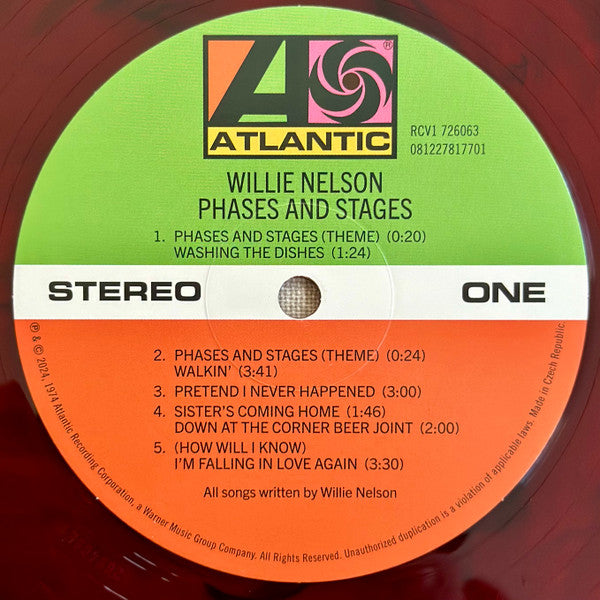 ATLANTIC
®
RCV1 726063
081227817701
WILLIE NELSON
PHASES AND STAGES
1. PHASES AND STAGES (THEME) (0:20)
WASHING THE DISHES (1:24)
STEREO ONE
2. PHASES AND STAGES (THEME) (0:24)
WALKIN’ (3:41)
3. PRETEND I NEVER HAPPENED (3:00)
4. SISTER’S COMING HOME (1:46)
DOWN AT THE CORNER BEER JOINT (2:00)
5. (HOW WILL I KNOW)
I’M FALLING IN LOVE AGAIN (3:30)
All songs written by Willie Nelson
℗ & © 2024, 1974 Atlantic Recording Corporation, a Warner Music Group Company. All Rights Reserved. Unauthorized duplication is a violation of applicable laws. Made in Czech Republic